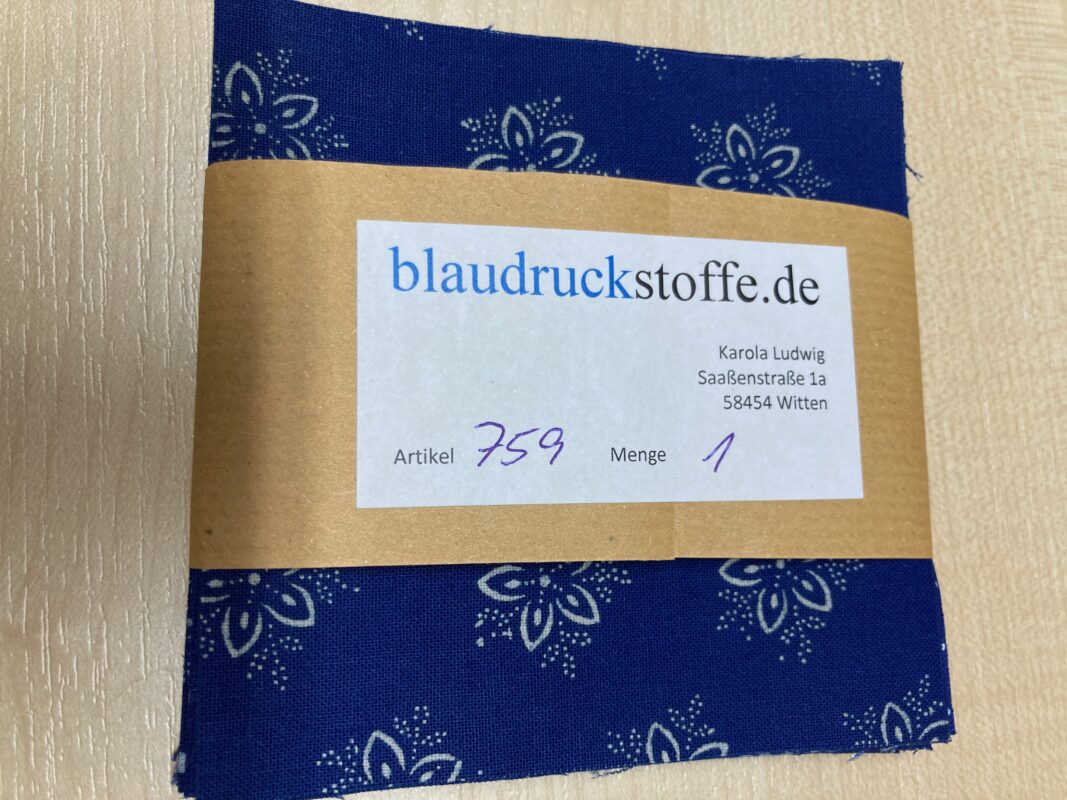 blaudruckstoffe.de
Karola Ludwig
Saaßenstraße 1a
58454 Witten
Artikel 759 Menge 1